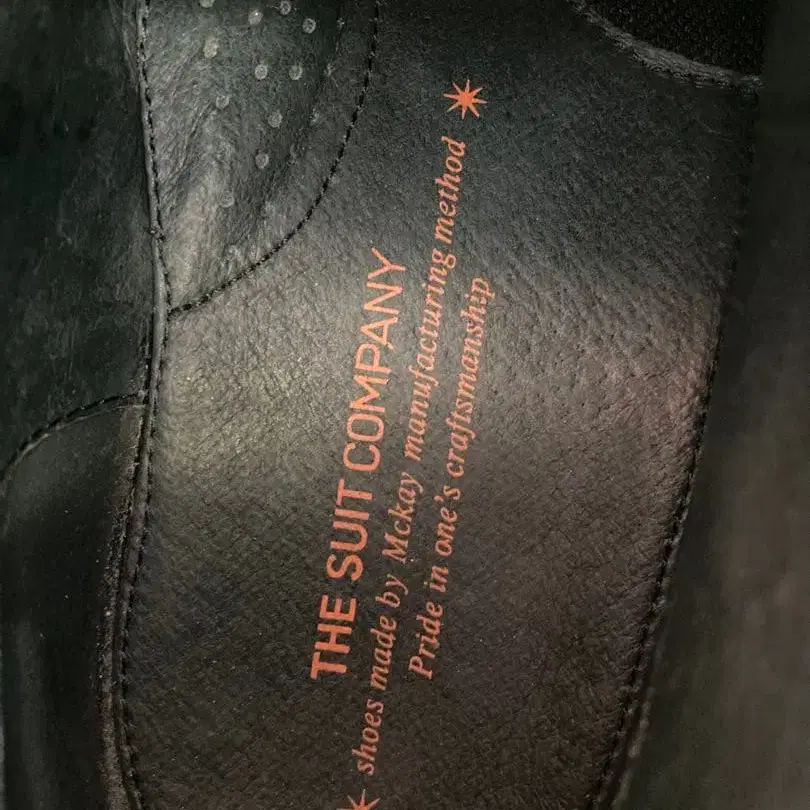 THE SUIT COMPANY
shoes made by Mckay manufacturing method
Pride in one's craftsmanship